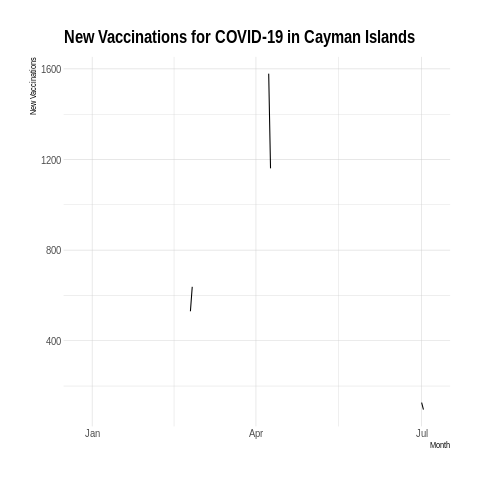 New Vaccinations for COVID-19 in Cayman Islands
New Vaccinations
1600
1200
800
400
Jan Apr Jul
Month